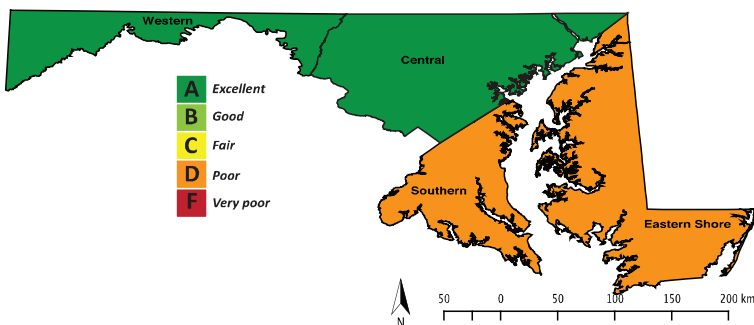 Western
Central
A Excellent
B Good
C Fair
D Poor
F Very poor
Southern
Eastern Shore
N
50 0 50 100 150 200 km